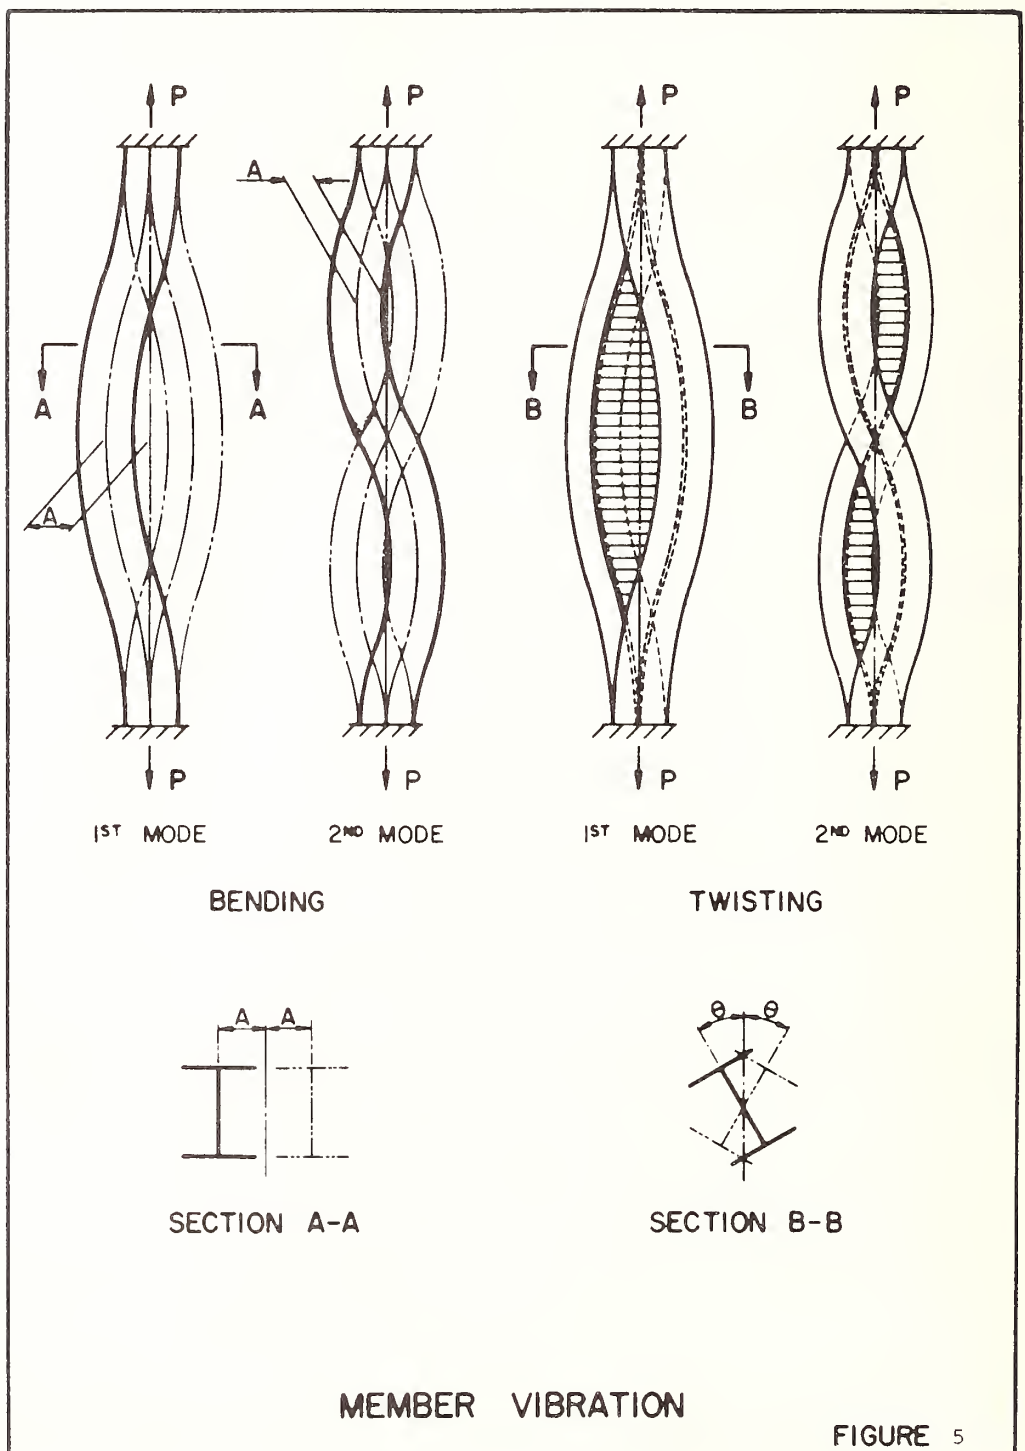 P P P P
A
A A B B
A
P P P P
1ST MODE 2ND MODE 1ST MODE 2ND MODE
BENDING TWISTING
A A θ θ
SECTION A-A SECTION B-B
MEMBER VIBRATION
FIGURE 5